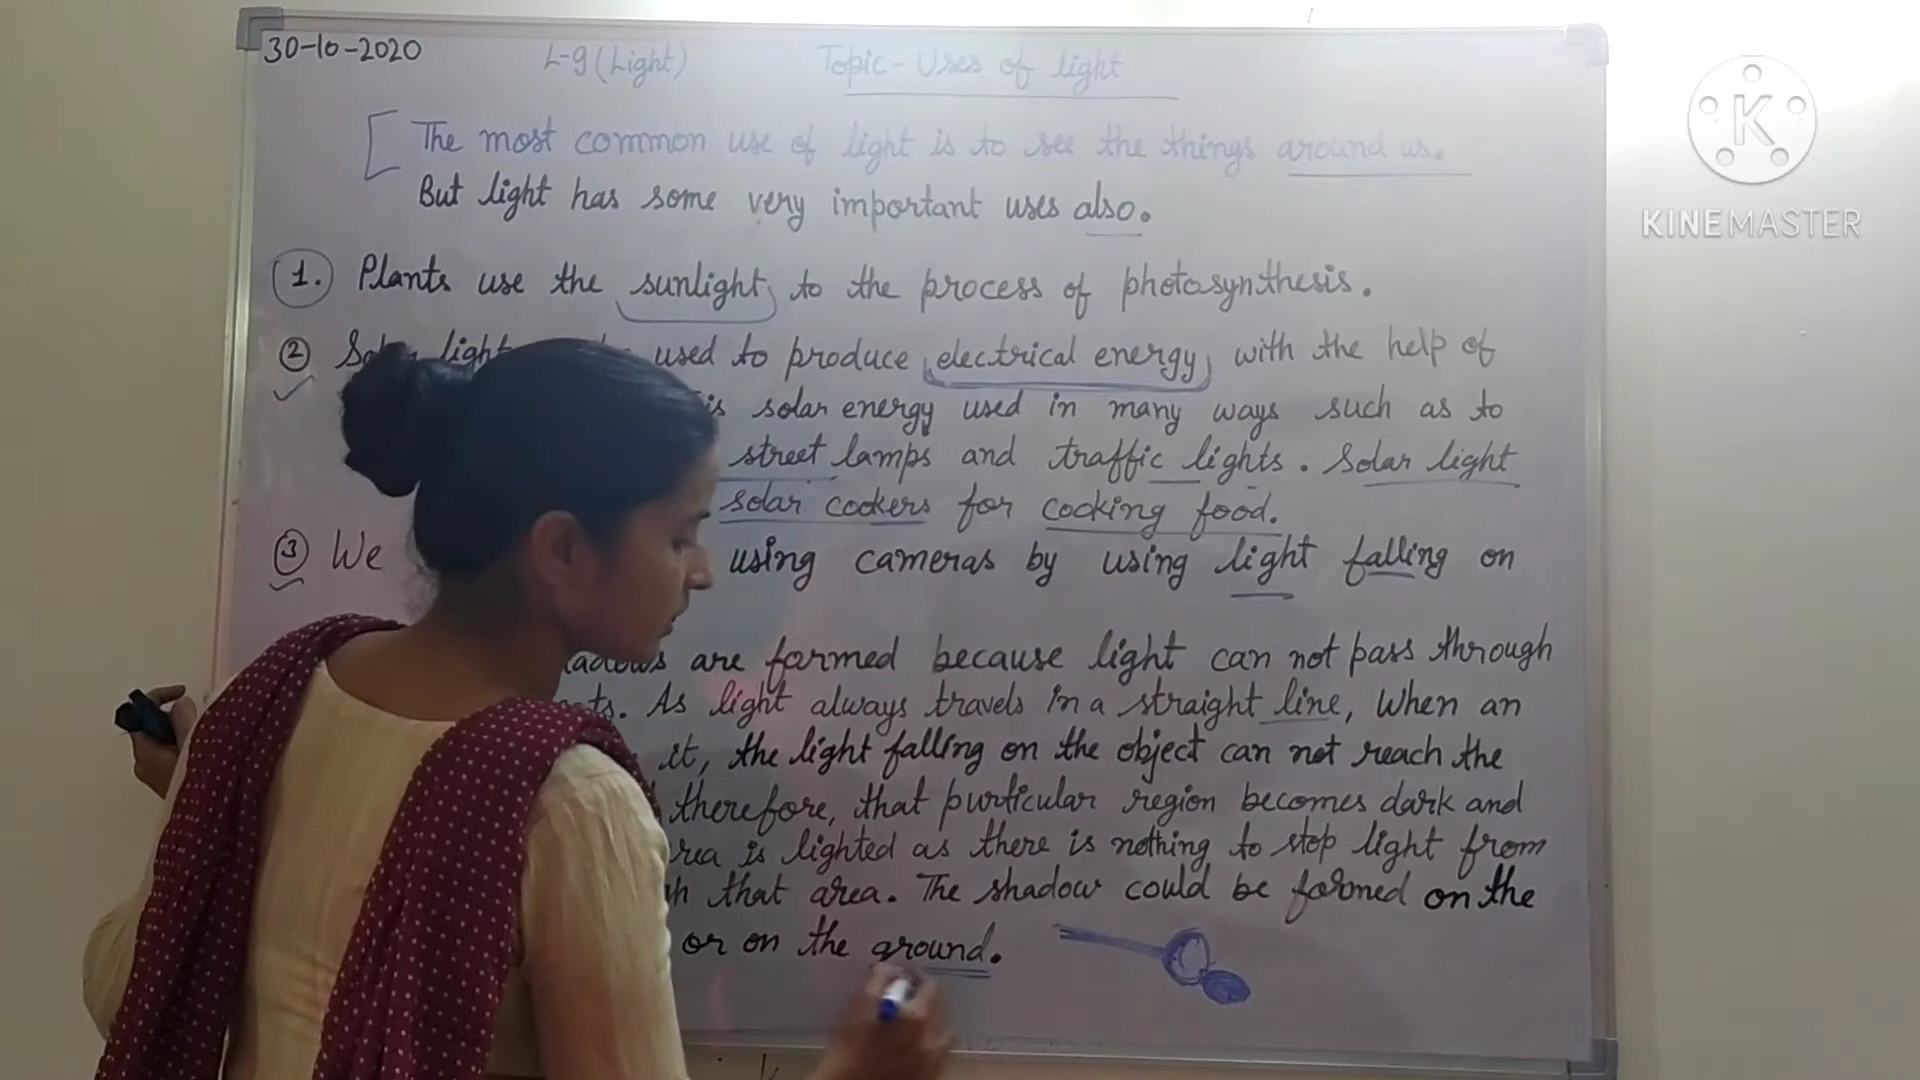 30-10-2020 L-9 (Light) Topic - Uses of light
The most common use of light is to see the things around us.
But light has some very important uses also.
1. Plants use the sunlight to the process of photosynthesis.
2 light used to produce electrical energy with the help of
solar energy used in many ways such as to
street lamps and traffic lights. Solar light
solar cookers for cooking food.
3 We using cameras by using light falling on
are formed because light can not pass through
As light always travels in a straight line, when an
it, the light falling on the object can not reach the
therefore, that purticular region becomes dark and
is lighted as there is nothing to stop light from
that area. The shadow could be formed on the
or on the ground.
K
KINEMASTER